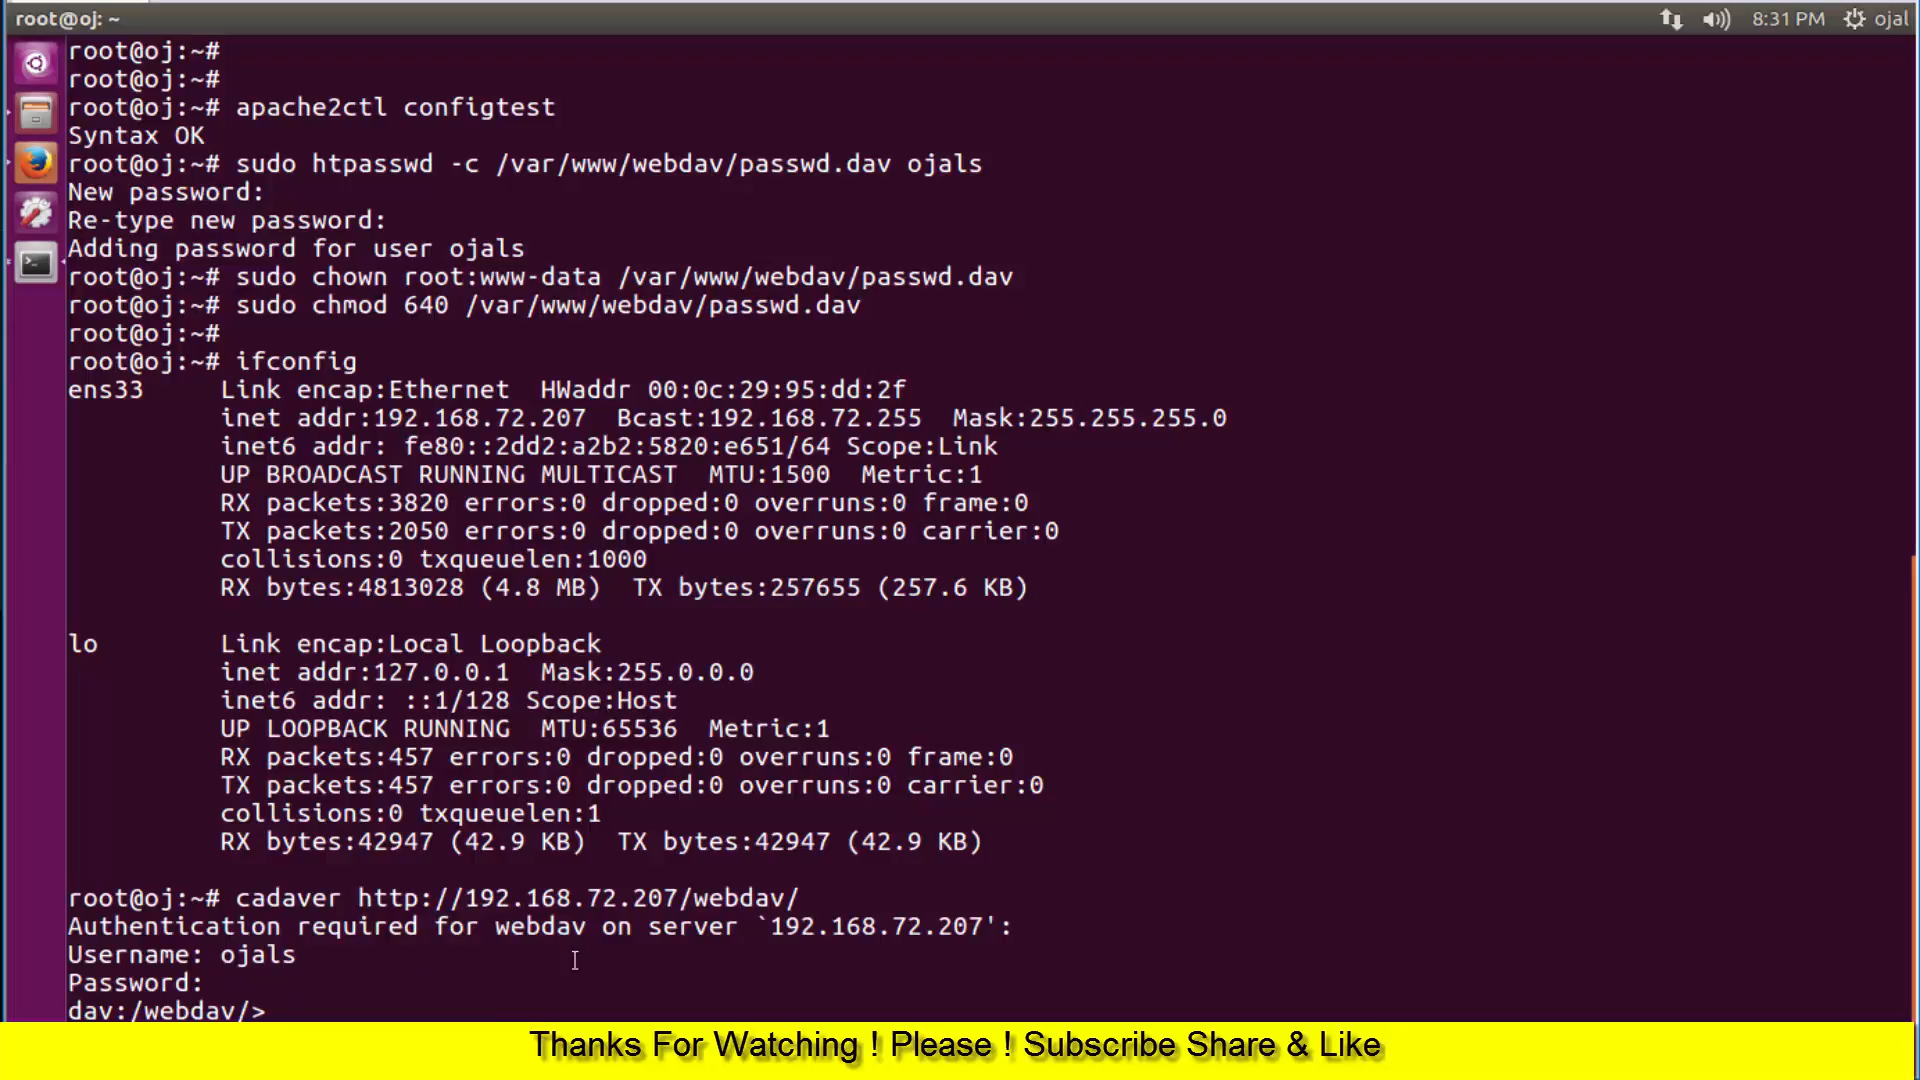 root@oj: ~
8:31 PM
ojal
root@oj:~#
root@oj:~#
root@oj:~# apache2ctl configtest
Syntax OK
root@oj:~# sudo htpasswd -c /var/www/webdav/passwd.dav ojals
New password:
Re-type new password:
Adding password for user ojals
root@oj:~# sudo chown root:www-data /var/www/webdav/passwd.dav
root@oj:~# sudo chmod 640 /var/www/webdav/passwd.dav
root@oj:~#
root@oj:~# ifconfig
ens33     Link encap:Ethernet  HWaddr 00:0c:29:95:dd:2f
          inet addr:192.168.72.207  Bcast:192.168.72.255  Mask:255.255.255.0
          inet6 addr: fe80::2dd2:a2b2:5820:e651/64 Scope:Link
          UP BROADCAST RUNNING MULTICAST  MTU:1500  Metric:1
          RX packets:3820 errors:0 dropped:0 overruns:0 frame:0
          TX packets:2050 errors:0 dropped:0 overruns:0 carrier:0
          collisions:0 txqueuelen:1000
          RX bytes:4813028 (4.8 MB)  TX bytes:257655 (257.6 KB)
lo        Link encap:Local Loopback
          inet addr:127.0.0.1  Mask:255.0.0.0
          inet6 addr: ::1/128 Scope:Host
          UP LOOPBACK RUNNING  MTU:65536  Metric:1
          RX packets:457 errors:0 dropped:0 overruns:0 frame:0
          TX packets:457 errors:0 dropped:0 overruns:0 carrier:0
          collisions:0 txqueuelen:1
          RX bytes:42947 (42.9 KB)  TX bytes:42947 (42.9 KB)
root@oj:~# cadaver http://192.168.72.207/webdav/
Authentication required for webdav on server `192.168.72.207':
Username: ojals
Password:
dav:/webdav/>
Thanks For Watching ! Please ! Subscribe Share & Like